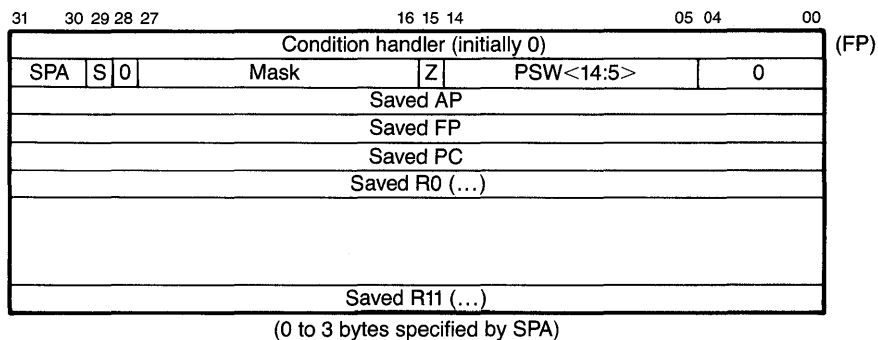 31 30 29 28 27 16 15 14 05 04 00
Condition handler (initially 0) (FP)
SPA S 0 Mask Z PSW<14:5> 0
Saved AP
Saved FP
Saved PC
Saved R0 (...)
Saved R11 (...)
(0 to 3 bytes specified by SPA)